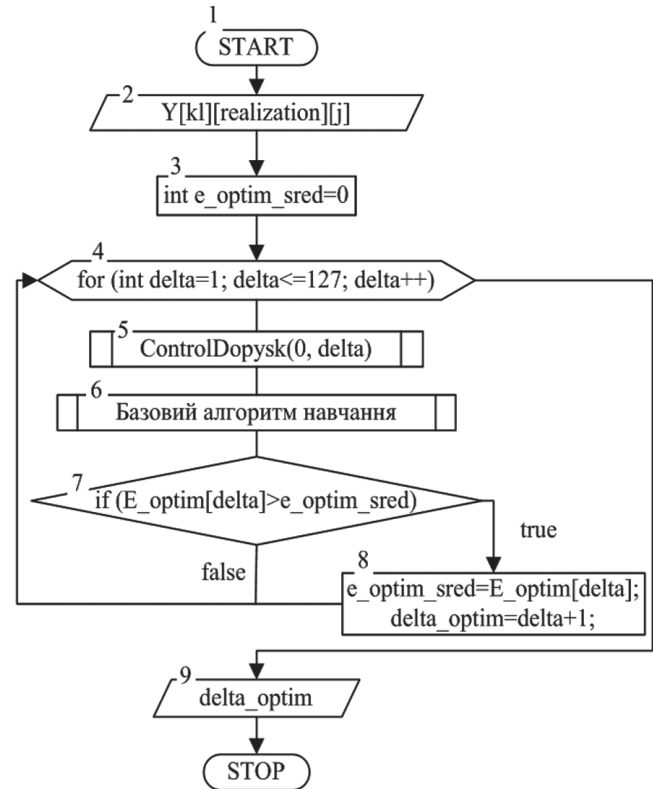 1
START
2
Y[kl][realization][j]
3
int e_optim_sred=0
4
for (int delta=1; delta<=127; delta++)
5
ControlDopysk(0, delta)
6
Базовий алгоритм навчання
7
if (E_optim[delta]>e_optim_sred)
true
false
8
e_optim_sred=E_optim[delta];
delta_optim=delta+1;
9
delta_optim
STOP